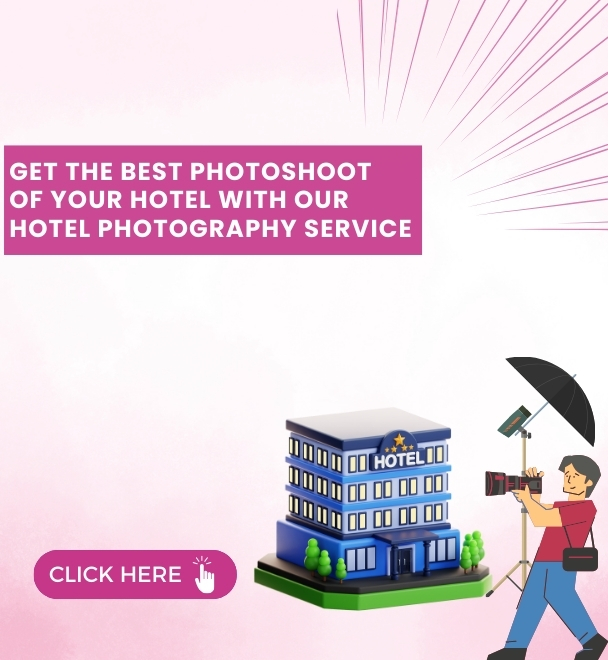 GET THE BEST PHOTOSHOOT
OF YOUR HOTEL WITH OUR
HOTEL PHOTOGRAPHY SERVICE
HOTEL
CLICK HERE